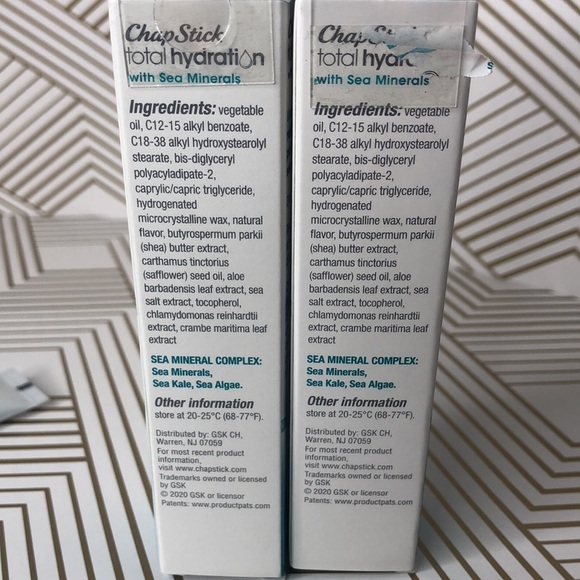 ChapStick
total hydration
with Sea Minerals
Ingredients: vegetable
oil, C12-15 alkyl benzoate,
C18-38 alkyl hydroxystearolyl
stearate, bis-diglyceryl
polyacyladipate-2,
caprylic/capric triglyceride,
hydrogenated
microcrystalline wax, natural
flavor, butyrospermum parkii
(shea) butter extract,
carthamus tinctorius
(safflower) seed oil, aloe
barbadensis leaf extract, sea
salt extract, tocopherol,
chlamydomonas reinhardtii
extract, crambe maritima leaf
extract
SEA MINERAL COMPLEX:
Sea Minerals,
Sea Kale, Sea Algae.
Other information
store at 20-25°C (68-77°F).
Distributed by: GSK CH,
Warren, NJ 07059
For most recent product
information,
visit www.chapstick.com
Trademarks owned or licensed
by GSK
© 2020 GSK or licensor
Patents: www.productpats.com
ChapSt
total hydr
with Sea Minerals
Ingredients: vegetable
oil, C12-15 alkyl benzoate,
C18-38 alkyl hydroxystearolyl
stearate, bis-diglyceryl
polyacyladipate-2,
caprylic/capric triglyceride,
hydrogenated
microcrystalline wax, natural
flavor, butyrospermum parkii
(shea) butter extract,
carthamus tinctorius
(safflower) seed oil, aloe
barbadensis leaf extract, sea
salt extract, tocopherol,
chlamydomonas reinhardtii
extract, crambe maritima leaf
extract
SEA MINERAL COMPLEX:
Sea Minerals,
Sea Kale, Sea Algae.
Other information
store at 20-25°C (68-77°F).
Distributed by: GSK CH,
Warren, NJ 07059
For most recent product
information,
visit www.chapstick.com
Trademarks owned or licensed
by GSK
© 2020 GSK or licensor
Patents: www.productpats.com